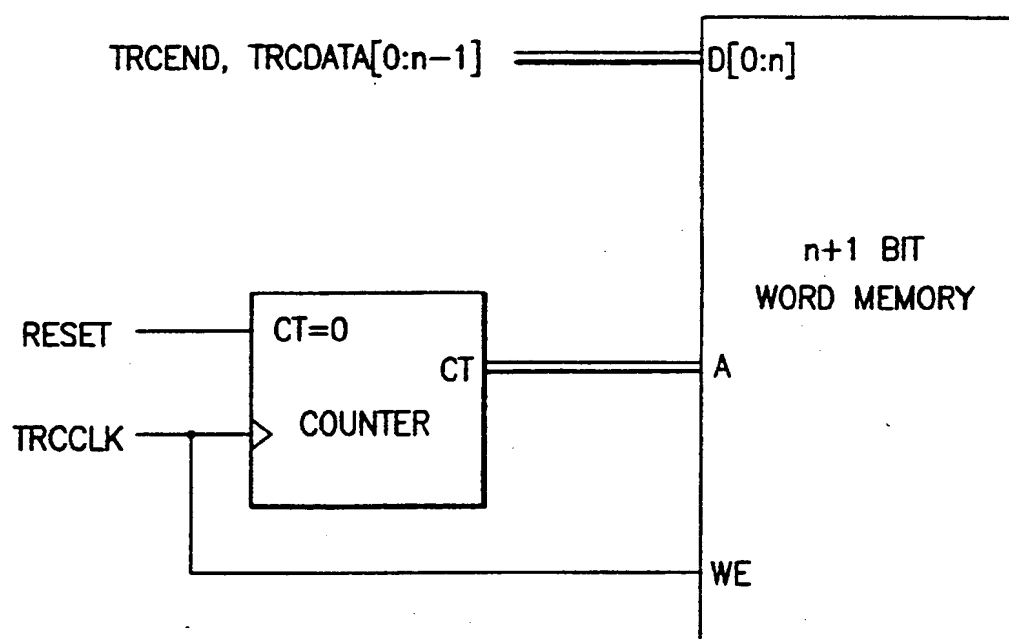 TRCEND, TRCDATA[0:n−1]
D[0:n]
n+1 BIT
WORD MEMORY
RESET
CT=0
CT
A
TRCCLK
COUNTER
WE